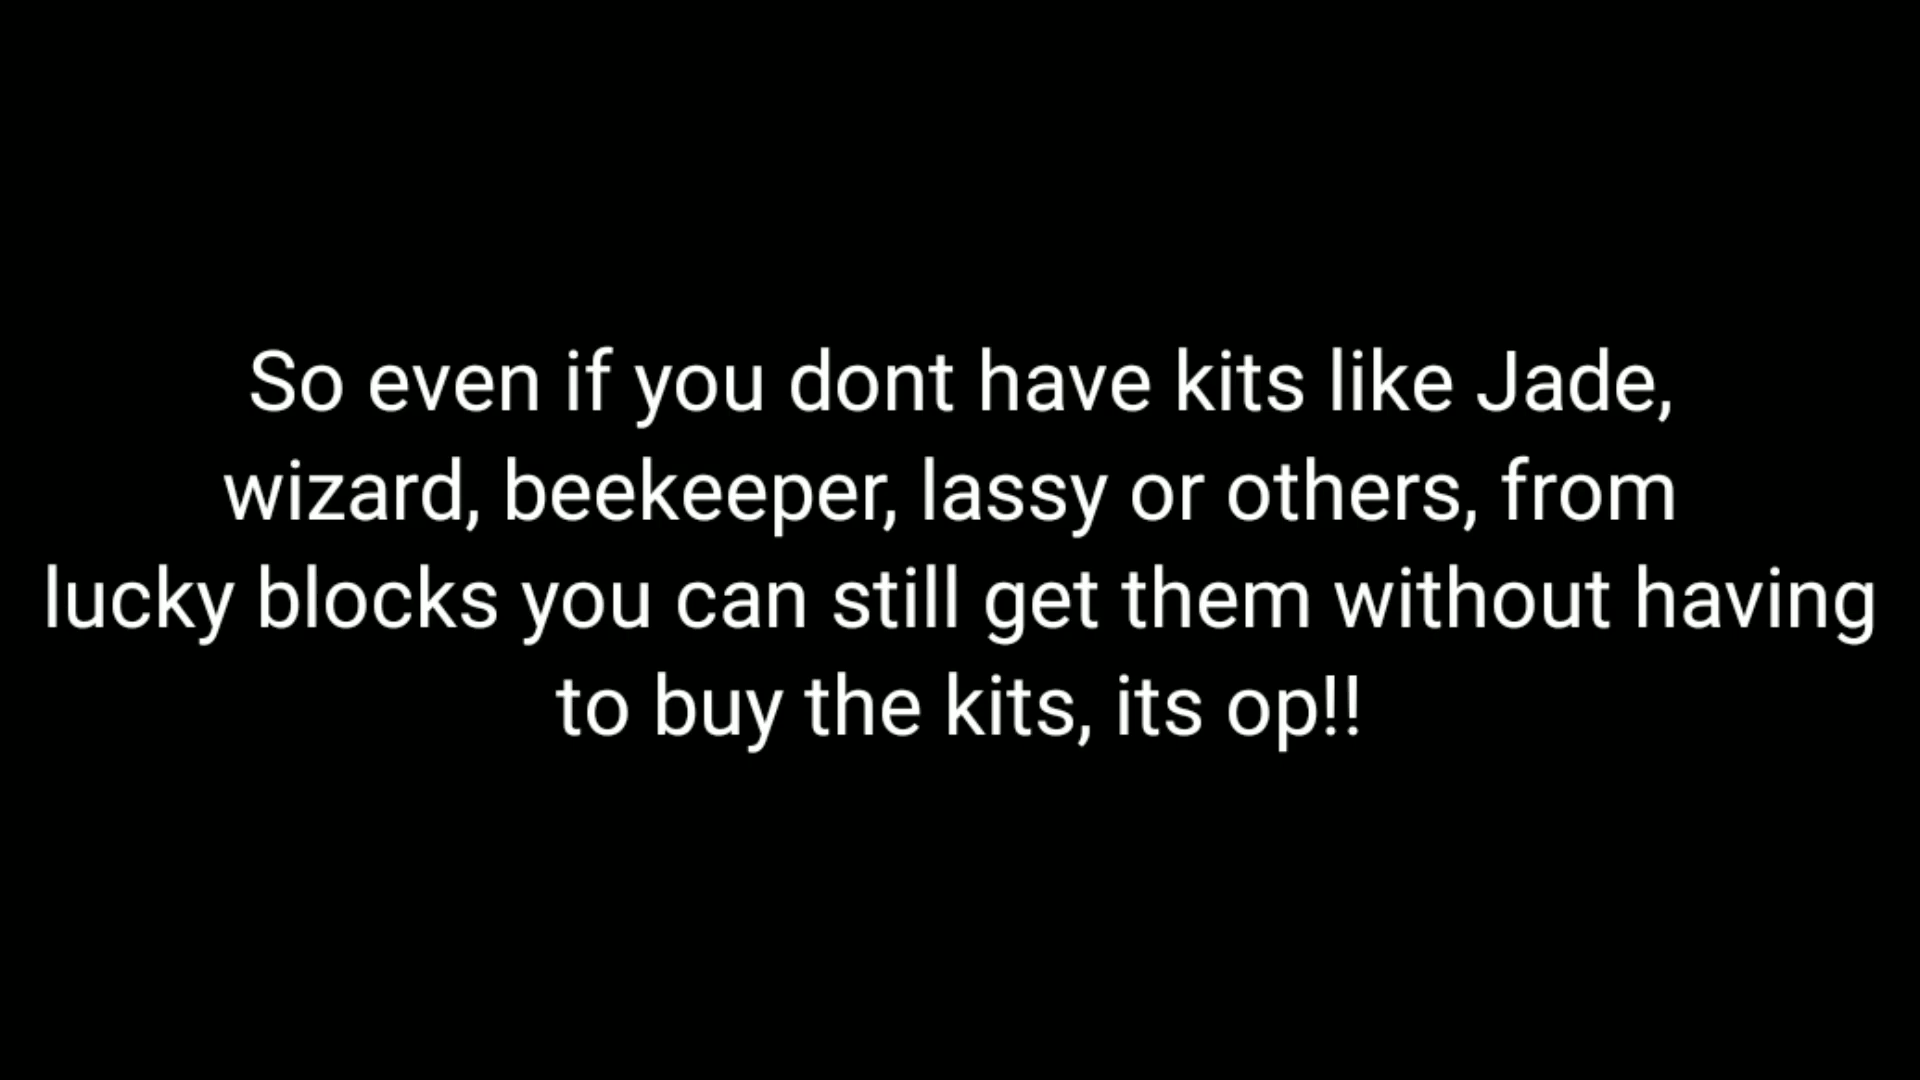 So even if you dont have kits like Jade,
wizard, beekeeper, lassy or others, from
lucky blocks you can still get them without having
to buy the kits, its op!!